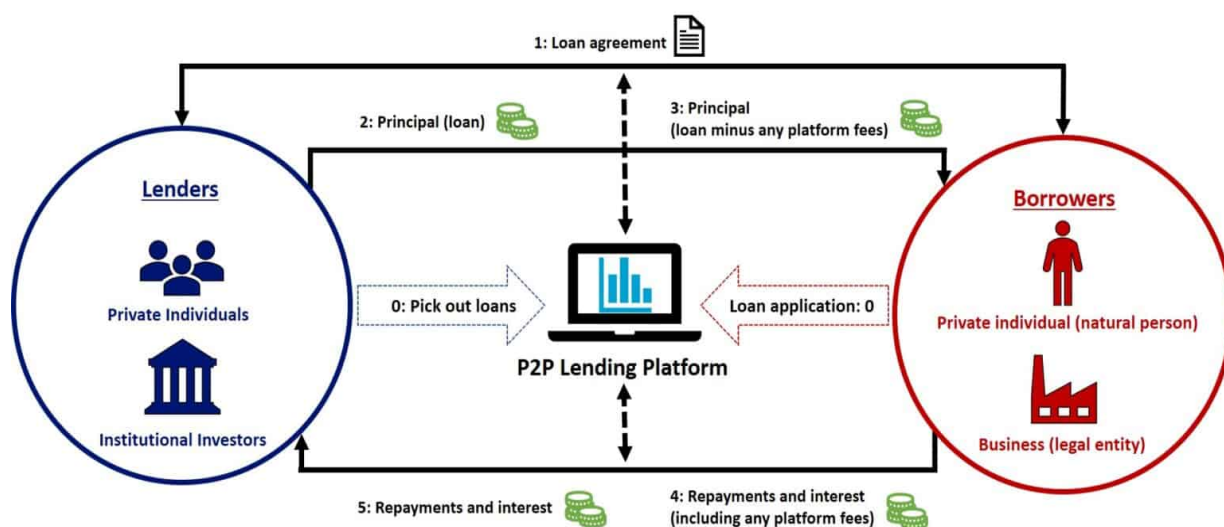 1: Loan agreement
2: Principal (loan)
3: Principal
(loan minus any platform fees)
Lenders
Private Individuals
Institutional Investors
0: Pick out loans
P2P Lending Platform
Loan application: 0
Borrowers
Private individual (natural person)
Business (legal entity)
5: Repayments and interest
4: Repayments and interest
(including any platform fees)